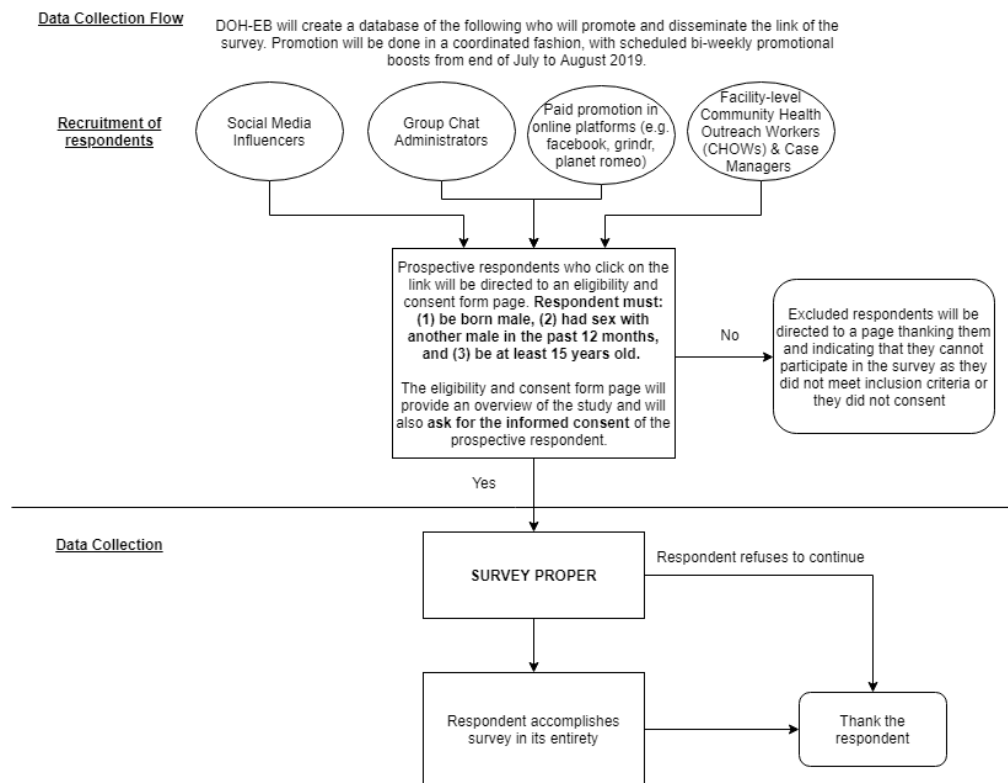 Data Collection Flow
DOH-EB will create a database of the following who will promote and disseminate the link of the
survey. Promotion will be done in a coordinated fashion, with scheduled bi-weekly promotional
boosts from end of July to August 2019.
Recruitment of
respondents
Social Media
Influencers
Group Chat
Administrators
Paid promotion in
online platforms (e.g.
facebook, grindr,
planet romeo)
Facility-level
Community Health
Outreach Workers
(CHOWs) & Case
Managers
Prospective respondents who click on the
link will be directed to an eligibility and
consent form page. Respondent must:
(1) be born male, (2) had sex with
another male in the past 12 months,
and (3) be at least 15 years old.
The eligibility and consent form page will
provide an overview of the study and will
also ask for the informed consent of the
prospective respondent.
No
Excluded respondents will be
directed to a page thanking them
and indicating that they cannot
participate in the survey as they
did not meet inclusion criteria or
they did not consent
Yes
Data Collection
SURVEY PROPER
Respondent refuses to continue
Respondent accomplishes
survey in its entirety
Thank the
respondent